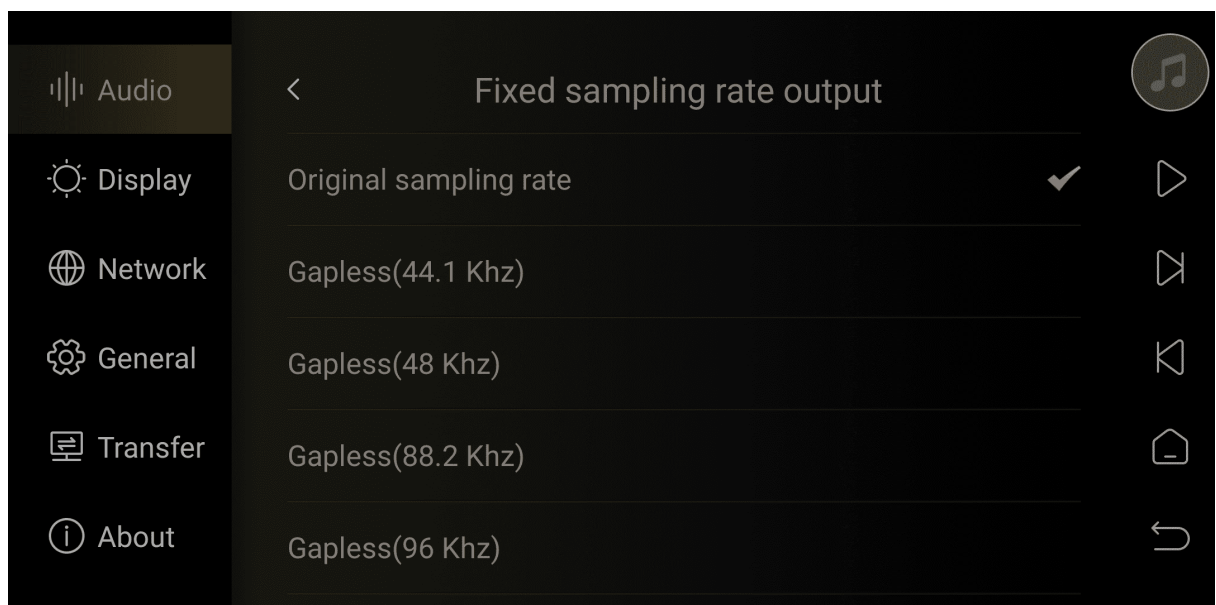 Audio
Display
Network
General
Transfer
About
Fixed sampling rate output
Original sampling rate
Gapless(44.1 Khz)
Gapless(48 Khz)
Gapless(88.2 Khz)
Gapless(96 Khz)